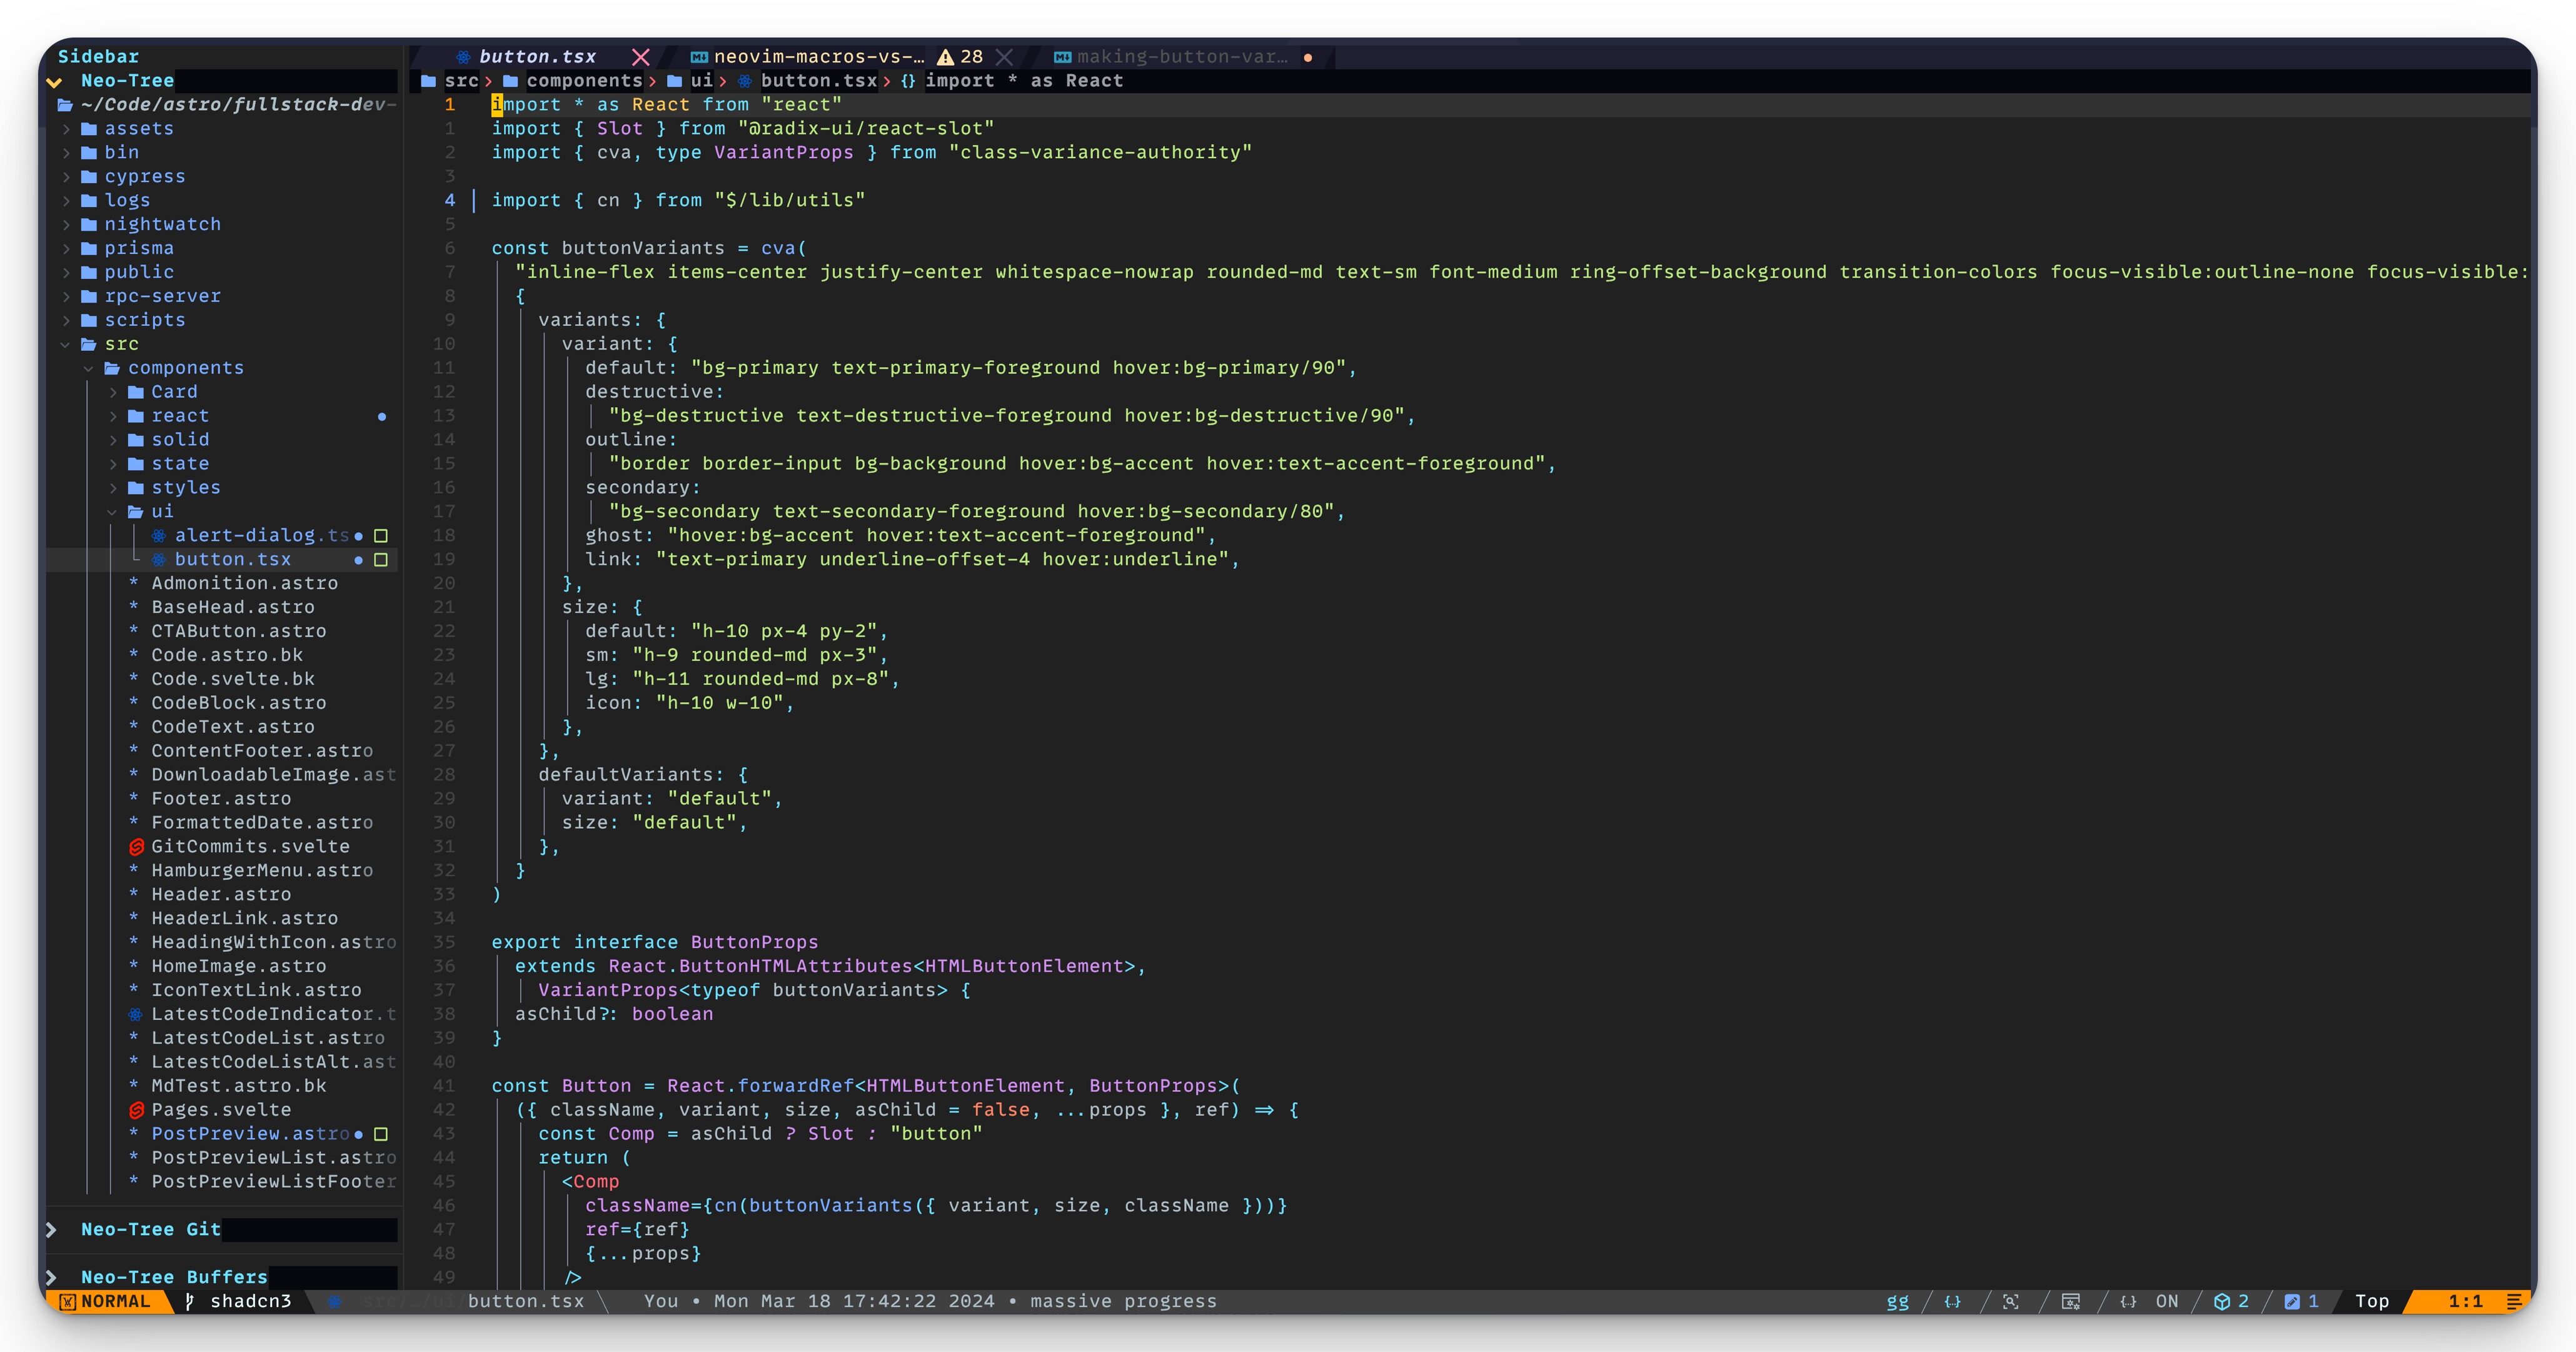 Sidebar
Neo-Tree
~/Code/astro/fullstack-dev-
assets
bin
cypress
logs
nightwatch
prisma
public
rpc-server
scripts
src
components
Card
react
solid
state
styles
ui
alert-dialog.ts
button.tsx
Admonition.astro
BaseHead.astro
CTAButton.astro
Code.astro.bk
Code.svelte.bk
CodeBlock.astro
CodeText.astro
ContentFooter.astro
DownloadableImage.ast
Footer.astro
FormattedDate.astro
GitCommits.svelte
HamburgerMenu.astro
Header.astro
HeaderLink.astro
HeadingWithIcon.astro
HomeImage.astro
IconTextLink.astro
LatestCodeIndicator.t
LatestCodeList.astro
LatestCodeListAlt.ast
MdTest.astro.bk
Pages.svelte
PostPreview.astro
PostPreviewList.astro
PostPreviewListFooter
Neo-Tree Git
Neo-Tree Buffers
button.tsx neovim-macros-vs-… 28 making-button-var…
src > components > ui > button.tsx > {} import * as React
1 import * as React from "react"
1 import { Slot } from "@radix-ui/react-slot"
2 import { cva, type VariantProps } from "class-variance-authority"
3
4 import { cn } from "$/lib/utils"
5
6 const buttonVariants = cva(
7 "inline-flex items-center justify-center whitespace-nowrap rounded-md text-sm font-medium ring-offset-background transition-colors focus-visible:outline-none focus-visible:
8 {
9 variants: {
10 variant: {
11 default: "bg-primary text-primary-foreground hover:bg-primary/90",
12 destructive:
13 "bg-destructive text-destructive-foreground hover:bg-destructive/90",
14 outline:
15 "border border-input bg-background hover:bg-accent hover:text-accent-foreground",
16 secondary:
17 "bg-secondary text-secondary-foreground hover:bg-secondary/80",
18 ghost: "hover:bg-accent hover:text-accent-foreground",
19 link: "text-primary underline-offset-4 hover:underline",
20 },
21 size: {
22 default: "h-10 px-4 py-2",
23 sm: "h-9 rounded-md px-3",
24 lg: "h-11 rounded-md px-8",
25 icon: "h-10 w-10",
26 },
27 },
28 defaultVariants: {
29 variant: "default",
30 size: "default",
31 },
32 }
33 )
34
35 export interface ButtonProps
36 extends React.ButtonHTMLAttributes<HTMLButtonElement>,
37 VariantProps<typeof buttonVariants> {
38 asChild?: boolean
39 }
40
41 const Button = React.forwardRef<HTMLButtonElement, ButtonProps>(
42 ({ className, variant, size, asChild = false, ...props }, ref) => {
43 const Comp = asChild ? Slot : "button"
44 return (
45 <Comp
46 className={cn(buttonVariants({ variant, size, className }))}
47 ref={ref}
48 {...props}
49 />
NORMAL shadcn3 src/…/ui/button.tsx You • Mon Mar 18 17:42:22 2024 • massive progress gg {.} {.} ON 2 1 Top 1:1